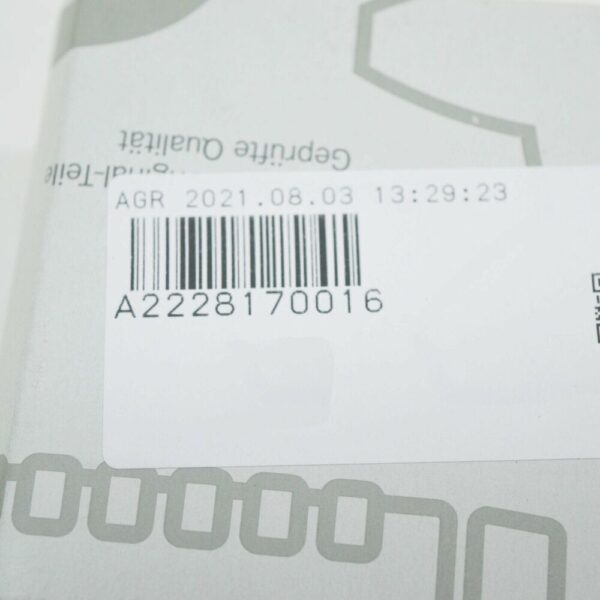 Geprüfte Qualität
AGR 2021.08.03 13:29:23
A2228170016